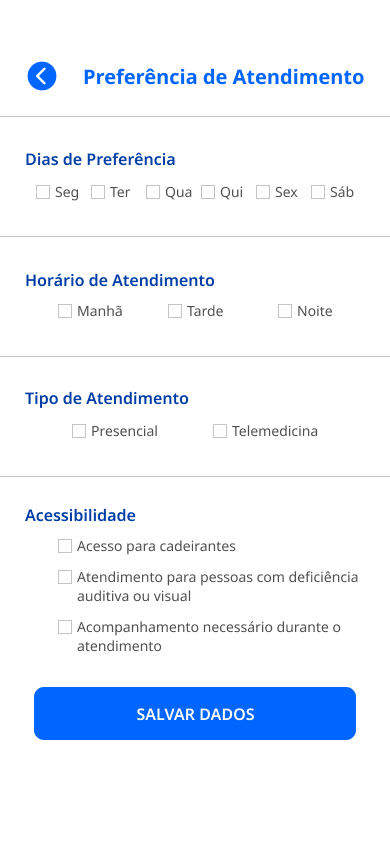 Preferência de Atendimento
Dias de Preferência
Seg Ter Qua Qui Sex Sáb
Horário de Atendimento
Manhã Tarde Noite
Tipo de Atendimento
Presencial Telemedicina
Acessibilidade
Acesso para cadeirantes
Atendimento para pessoas com deficiência
auditiva ou visual
Acompanhamento necessário durante o
atendimento
SALVAR DADOS